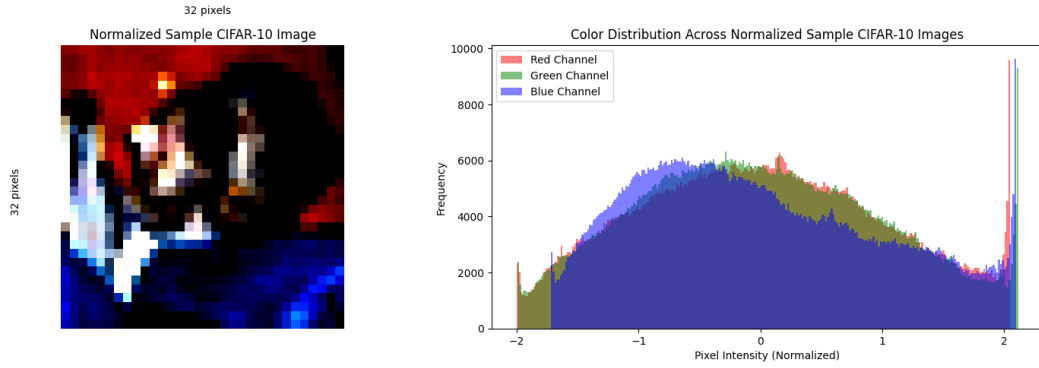 32 pixels
Normalized Sample CIFAR-10 Image
32 pixels
Color Distribution Across Normalized Sample CIFAR-10 Images
Red Channel
Green Channel
Blue Channel
Frequency
10000
8000
6000
4000
2000
0
−2
−1
0
1
2
Pixel Intensity (Normalized)